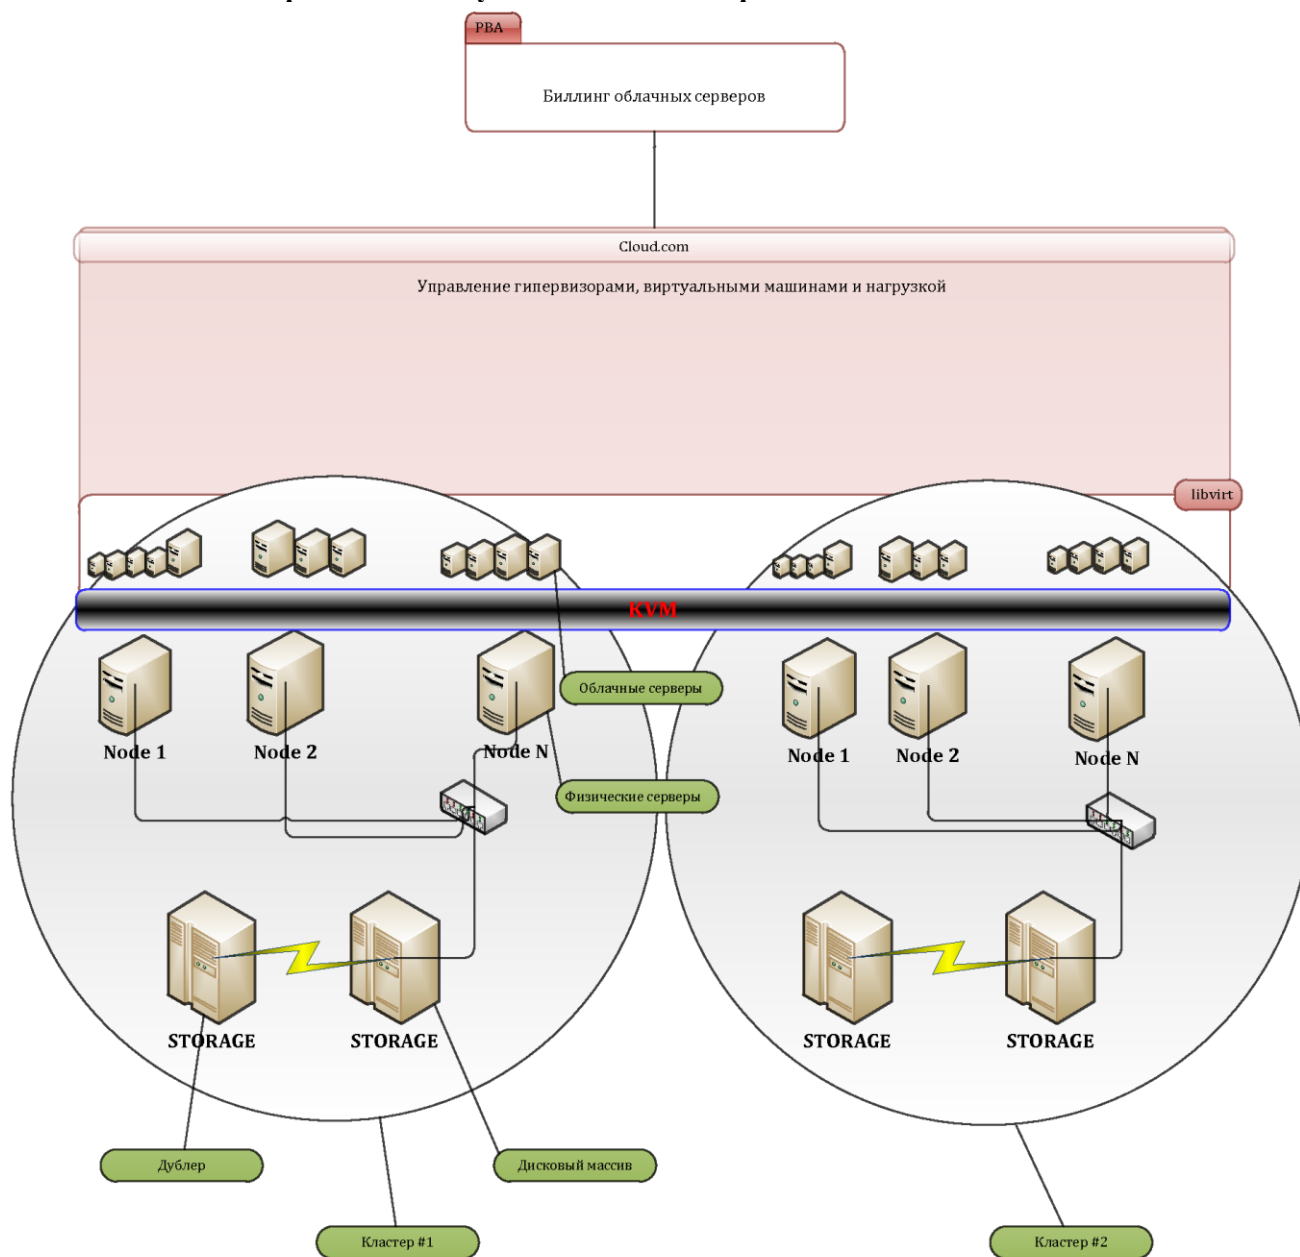 PBA
Биллинг облачных серверов
Cloud.com
Управление гипервизорами, виртуальными машинами и нагрузкой
libvirt
KVM
Облачные серверы
Node 1
Node 2
Node N
Node 1
Node 2
Node N
Физические серверы
STORAGE
STORAGE
STORAGE
STORAGE
Дублер
Дисковый массив
Кластер #1
Кластер #2